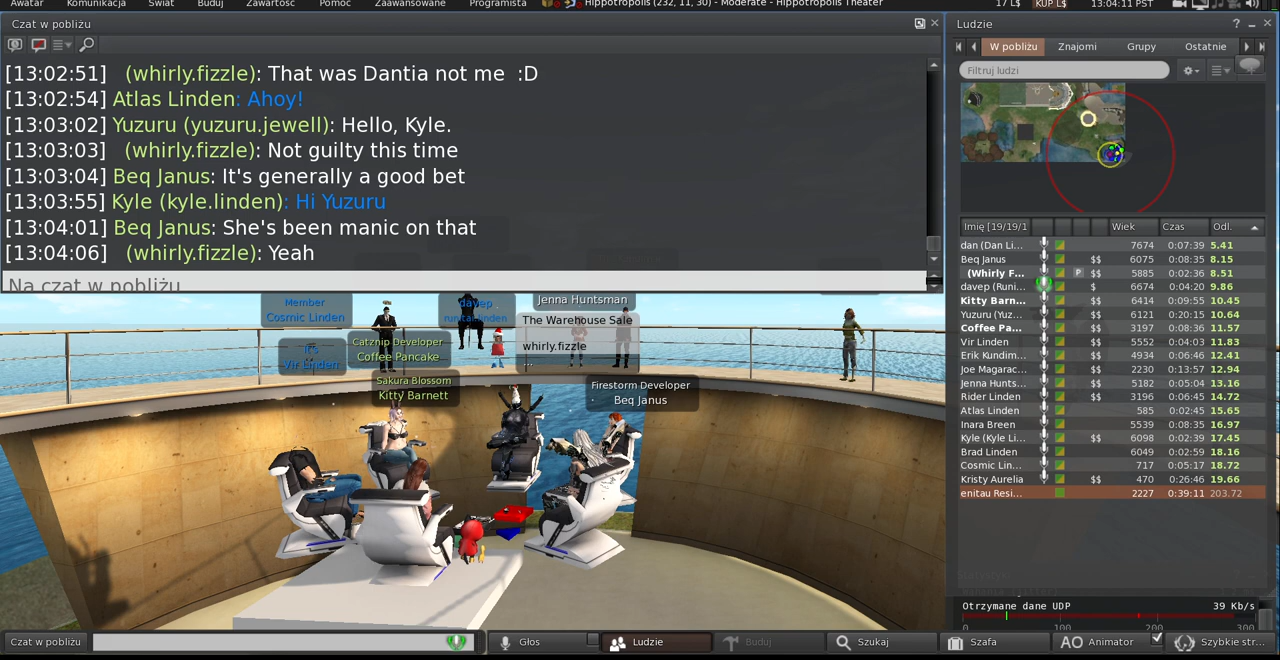 Awatar Komunikacja Świat Buduj Zawartość Pomoc Zaawansowane Programista Hippotropolis (232, 11, 30) - Moderate - Hippotropolis Theater 17 L$ KUP L$ 13:04:11 PST
Czat w pobliżu
[13:02:51] (whirly.fizzle): That was Dantia not me :D
[13:02:54] Atlas Linden: Ahoy!
[13:03:02] Yuzuru (yuzuru.jewell): Hello, Kyle.
[13:03:03] (whirly.fizzle): Not guilty this time
[13:03:04] Beq Janus: It's generally a good bet
[13:03:55] Kyle (kyle.linden): Hi Yuzuru
[13:04:01] Beq Janus: She's been manic on that
[13:04:06] (whirly.fizzle): Yeah
Na czat w pobliżu
Member
Cosmic Linden
davep
Jenna Huntsman
The Warehouse Sale
whirly.fizzle
...
It's
Vir Linden
Catznip Developer
Coffee Pancake
Sakura Blossom
Kitty Barnett
Firestorm Developer
Beq Janus
Ludzie
? _ ×
W pobliżu Znajomi Grupy Ostatnie
Filtruj ludzi
Imię [19/19/1 Wiek Czas Odl.
dan (Dan Li... 7674 0:07:39 5.41
Beq Janus $$ 6075 0:08:35 8.15
(Whirly F... P $$ 5885 0:02:36 8.51
davep (Runi... $ 6674 0:04:20 9.86
Kitty Barn... $$ 6414 0:09:55 10.45
Yuzuru (Yuz... $$ 6121 0:20:15 10.64
Coffee Pa... $$ 3197 0:08:36 11.57
Vir Linden $$ 5552 0:04:03 11.83
Erik Kundim... $$ 4934 0:06:46 12.41
Joe Magarac... $$ 2230 0:13:57 12.94
Jenna Hunts... $$ 5182 0:05:04 13.16
Rider Linden $$ 3196 0:06:45 14.72
Atlas Linden 585 0:02:45 15.65
Inara Breen 5539 0:08:35 16.97
Kyle (Kyle Li... $$ 6098 0:02:39 17.45
Brad Linden 6049 0:02:59 18.16
Cosmic Lin... 717 0:05:17 18.72
Kristy Aurelia $$ 470 0:26:46 19.66
enitau Resi... 2227 0:39:11 203.72
Otrzymane dane UDP 39 Kb/s
0 100 200 300
Czat w pobliżu Głos Ludzie Buduj Szukaj Szafa AO Animator Szybkie str...